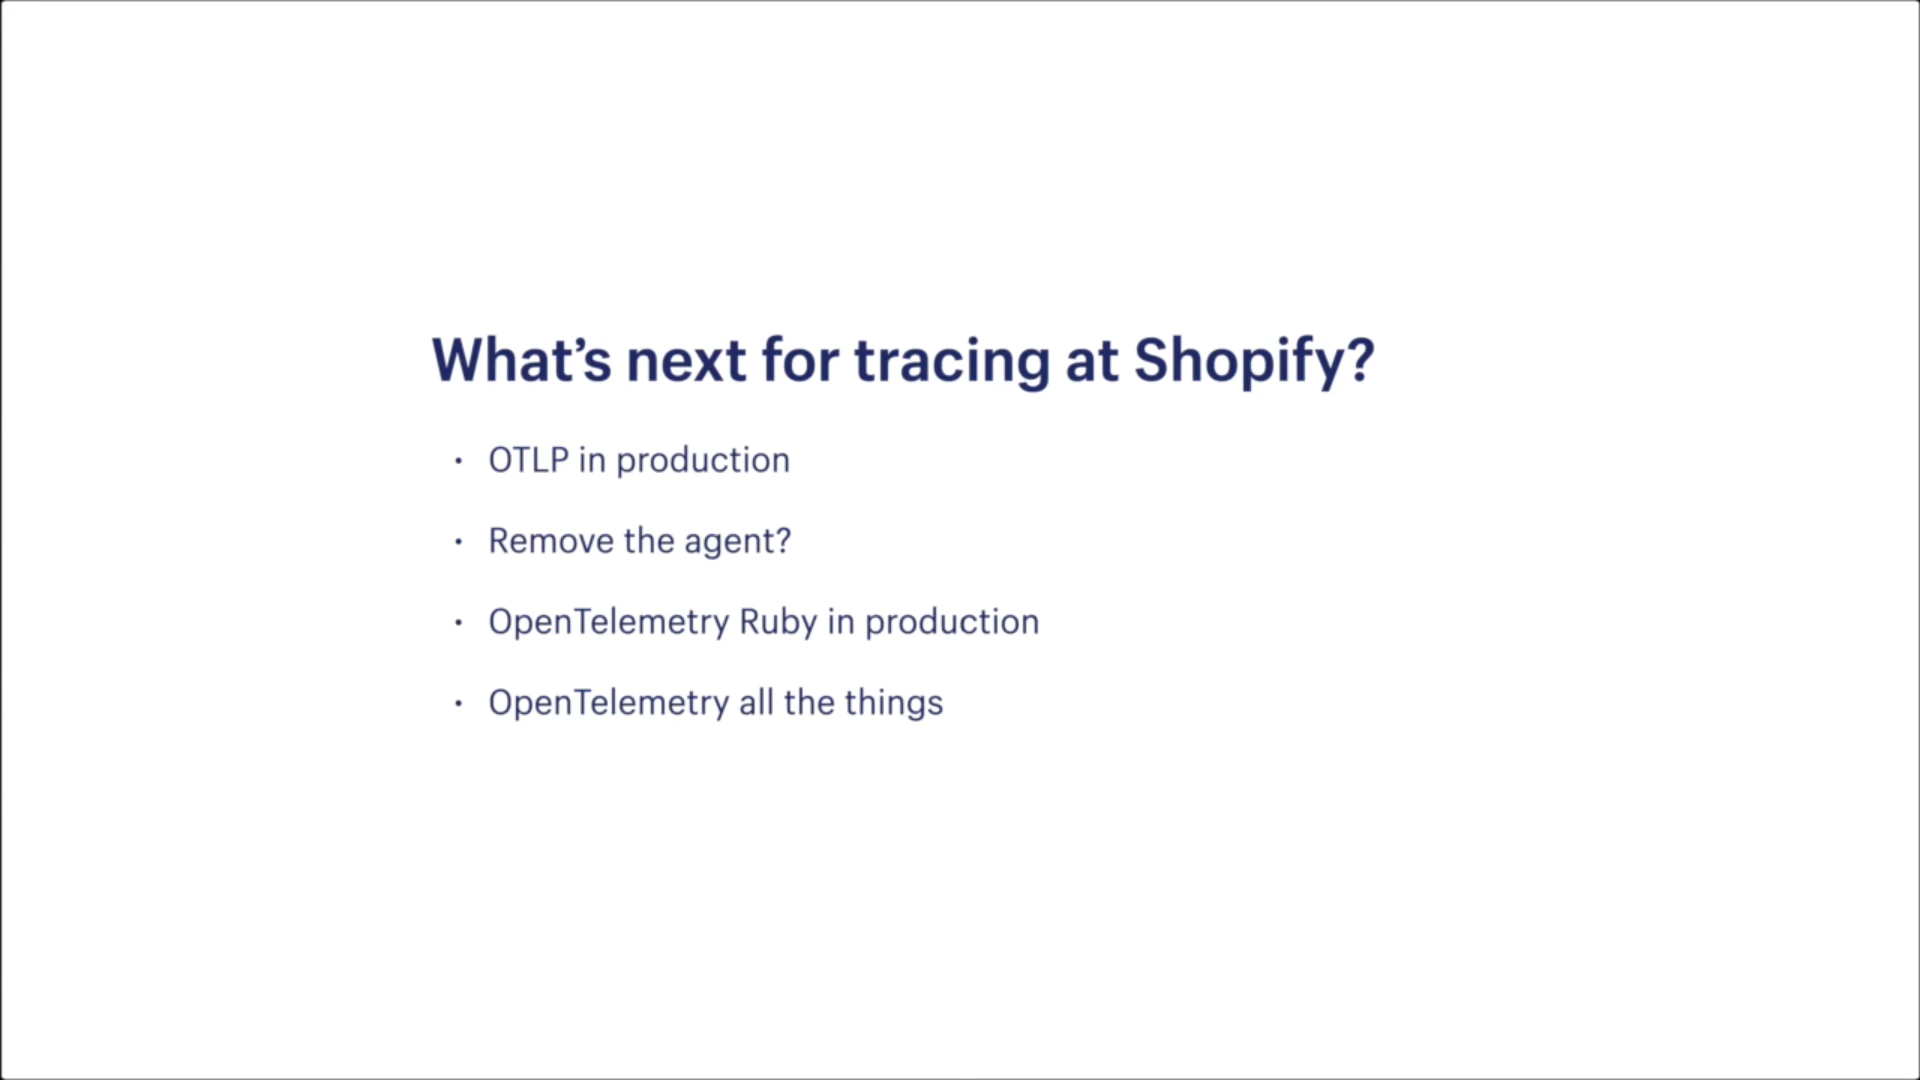 What’s next for tracing at Shopify?
· OTLP in production
· Remove the agent?
· OpenTelemetry Ruby in production
· OpenTelemetry all the things